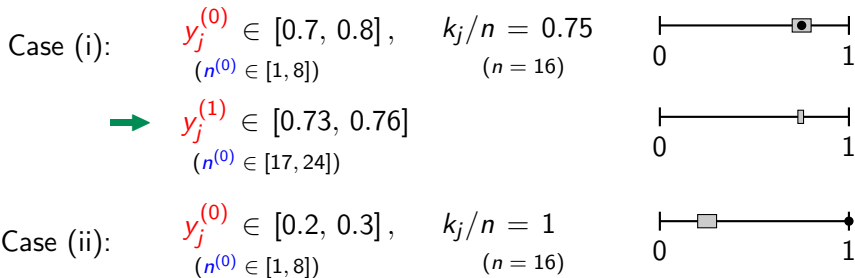 Case (i): y_j^(0) ∈ [0.7, 0.8], k_j/n = 0.75
(n^(0) ∈ [1, 8]) (n = 16)
0 1
y_j^(1) ∈ [0.73, 0.76]
(n^(0) ∈ [17, 24])
0 1
Case (ii): y_j^(0) ∈ [0.2, 0.3], k_j/n = 1
(n^(0) ∈ [1, 8]) (n = 16)
0 1